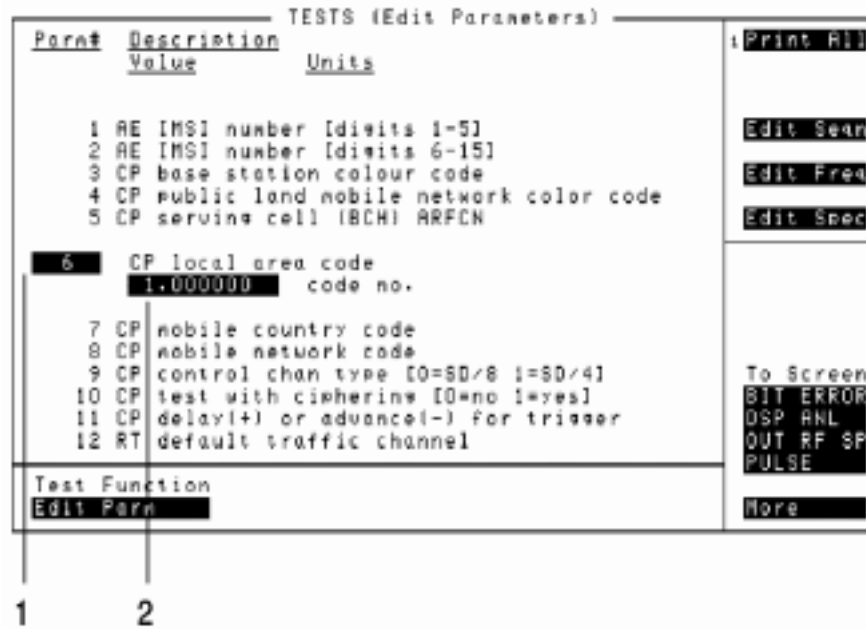 TESTS (Edit Parameters)
Parm# Description
Value Units
1 AE [MSI number [digits 1-5]
2 AE [MSI number [digits 6-15]
3 CP base station colour code
4 CP public land mobile network color code
5 CP serving cell (BCH) ARFCN
6 CP local area code
1.000000 code no.
7 CP mobile country code
8 CP mobile network code
9 CP control chan type [0=SD/8 1=SD/4]
10 CP test with ciphering [0=no 1=yes]
11 CP delay(+) or advance(-) for trigger
12 RT default traffic channel
Test Function
Edit Parm
1 Print All
Edit Seqn
Edit Freq
Edit Spec
To Screen
BIT ERROR
DSP ANL
OUT RF SP
PULSE
More
1 2